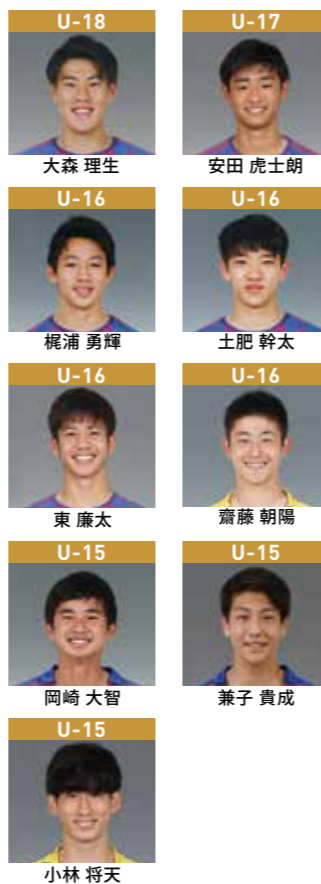 U-18
大森 理生
U-17
安田 虎士朗
U-16
梶浦 勇輝
U-16
土肥 幹太
U-16
東 廉太
U-16
齋藤 朝陽
U-15
岡崎 大智
U-15
兼子 貴成
U-15
小林 将天